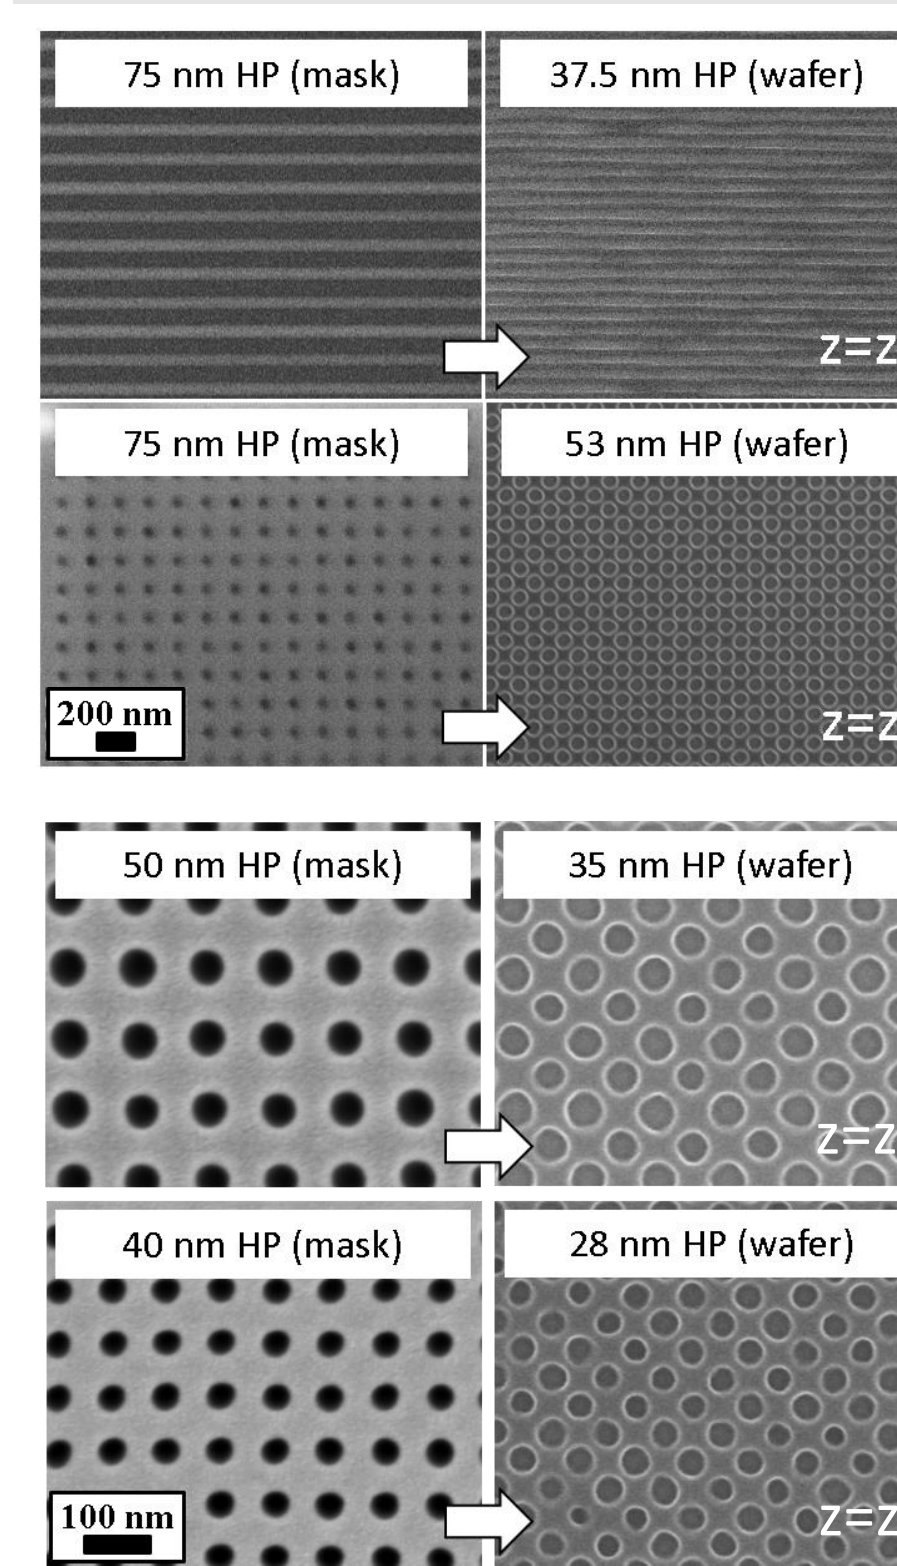 75 nm HP (mask)
37.5 nm HP (wafer)
z=z
75 nm HP (mask)
53 nm HP (wafer)
200 nm
z=z
50 nm HP (mask)
35 nm HP (wafer)
z=z
40 nm HP (mask)
28 nm HP (wafer)
100 nm
z=z